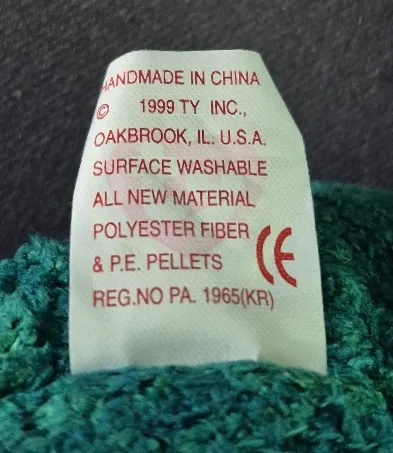 HANDMADE IN CHINA
© 1999 TY INC.,
OAKBROOK, IL. U.S.A.
SURFACE WASHABLE
ALL NEW MATERIAL
POLYESTER FIBER
& P.E. PELLETS CE
REG.NO PA. 1965(KR)